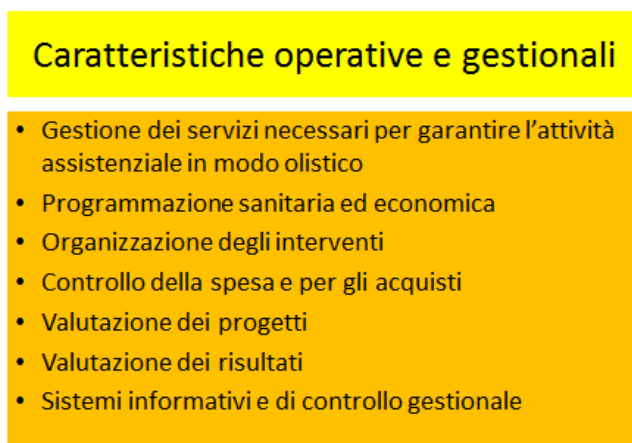 Caratteristiche operative e gestionali
• Gestione dei servizi necessari per garantire l'attività
assistenziale in modo olistico
• Programmazione sanitaria ed economica
• Organizzazione degli interventi
• Controllo della spesa e per gli acquisti
• Valutazione dei progetti
• Valutazione dei risultati
• Sistemi informativi e di controllo gestionale